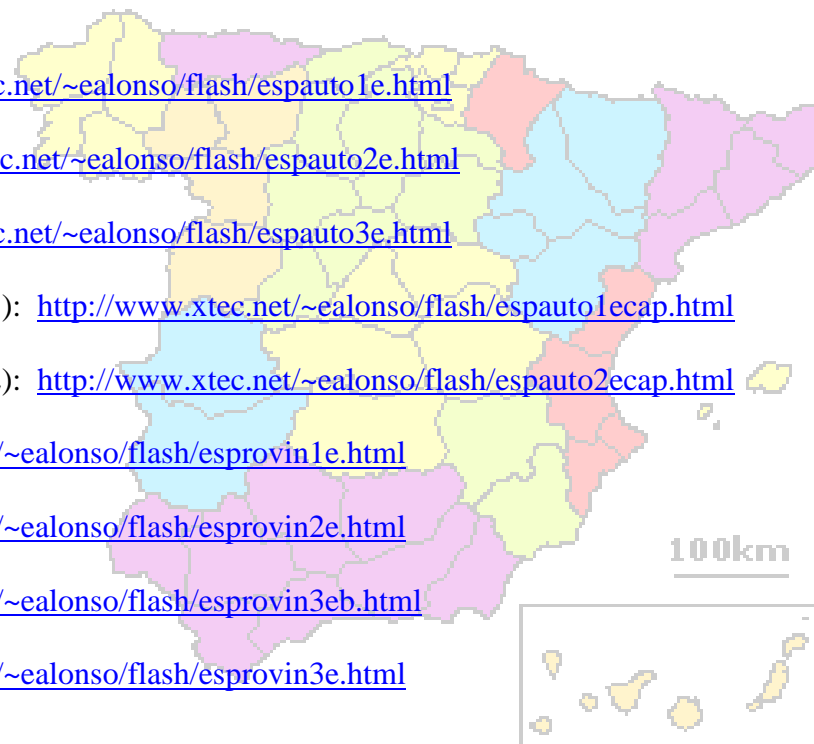 c.net/~ealonso/flash/espauto1e.html
c.net/~ealonso/flash/espauto2e.html
c.net/~ealonso/flash/espauto3e.html
): http://www.xtec.net/~ealonso/flash/espauto1ecap.html
): http://www.xtec.net/~ealonso/flash/espauto2ecap.html
/~ealonso/flash/esprovin1e.html
/~ealonso/flash/esprovin2e.html
100km
/~ealonso/flash/esprovin3eb.html
/~ealonso/flash/esprovin3e.html